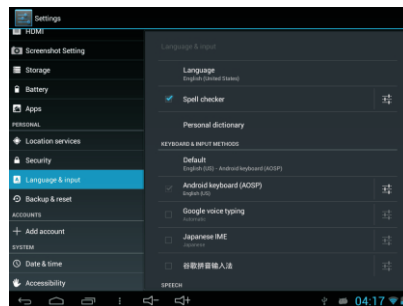 Settings
HDMI
Screenshot Setting
Storage
Battery
Apps
PERSONAL
Location services
Security
Language & input
Backup & reset
ACCOUNTS
Add account
SYSTEM
Date & time
Accessibility
Language & input
Language
English (United States)
Spell checker
Personal dictionary
KEYBOARD & INPUT METHODS
Default
English (US) - Android keyboard (AOSP)
Android keyboard (AOSP)
English (US)
Google voice typing
Automatic
Japanese IME
Japanese
谷歌拼音输入法
SPEECH
04:17